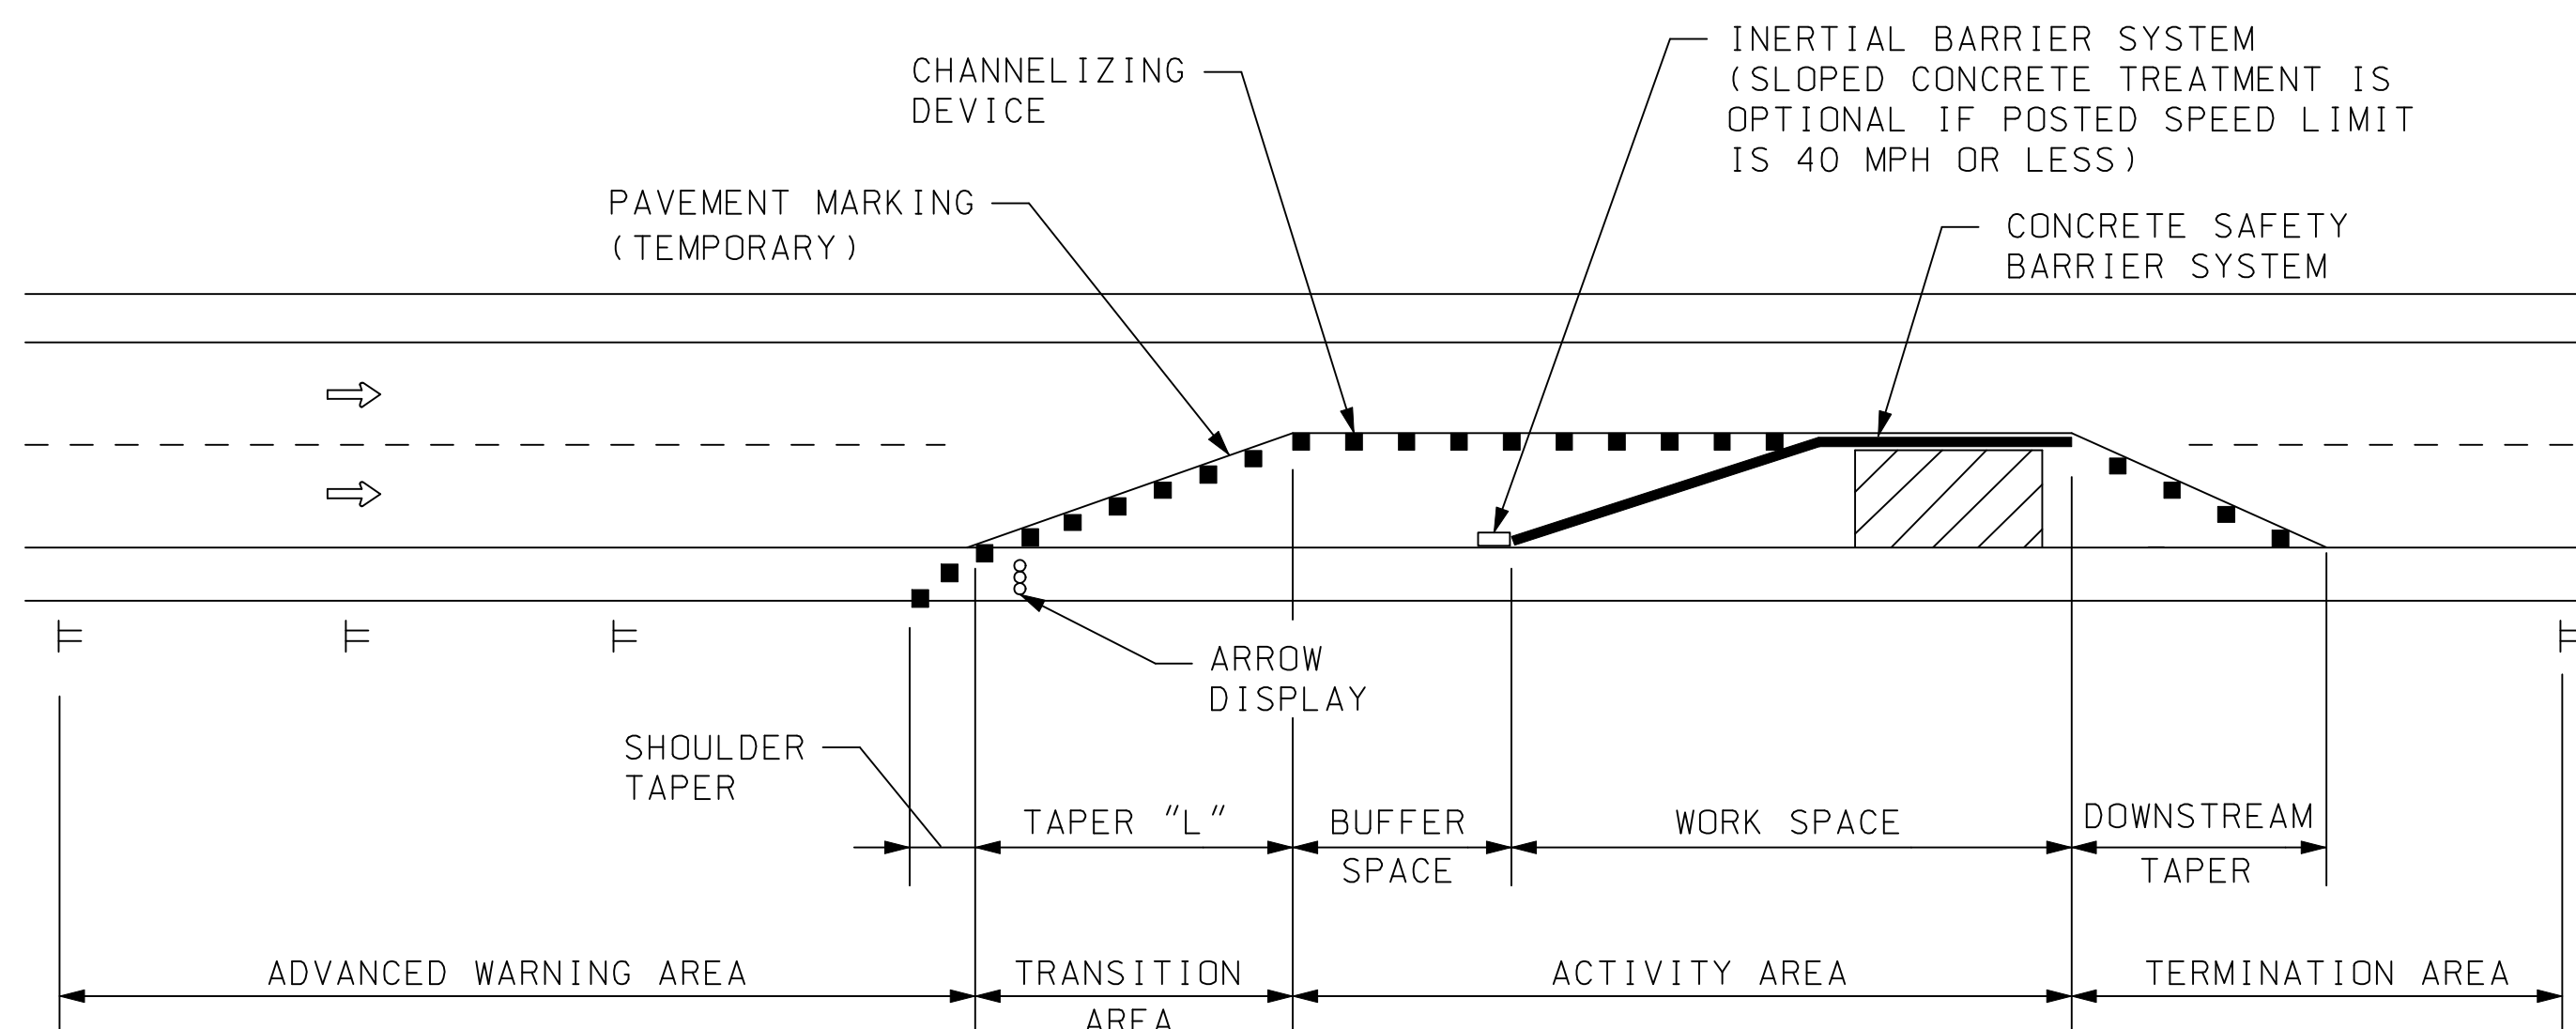 INERTIAL BARRIER SYSTEM
(SLOPED CONCRETE TREATMENT IS
OPTIONAL IF POSTED SPEED LIMIT
IS 40 MPH OR LESS)
CHANNELIZING
DEVICE
PAVEMENT MARKING
(TEMPORARY)
CONCRETE SAFETY
BARRIER SYSTEM
ARROW
DISPLAY
SHOULDER
TAPER
TAPER "L"
BUFFER
SPACE
WORK SPACE
DOWNSTREAM
TAPER
ADVANCED WARNING AREA
TRANSITION
AREA
ACTIVITY AREA
TERMINATION AREA